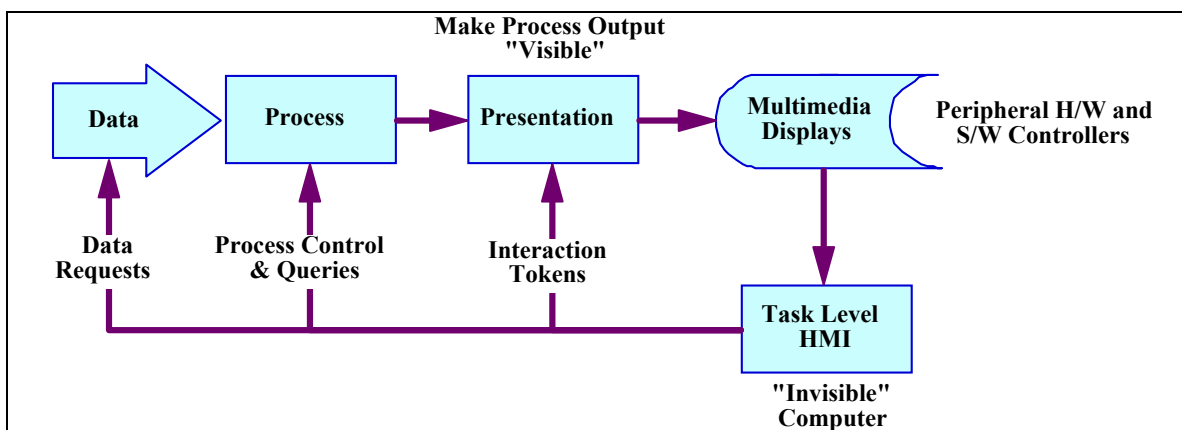 Make Process Output
"Visible"
Data
Process
Presentation
Multimedia
Displays
Peripheral H/W and
S/W Controllers
Data
Requests
Process Control
& Queries
Interaction
Tokens
Task Level
HMI
"Invisible"
Computer